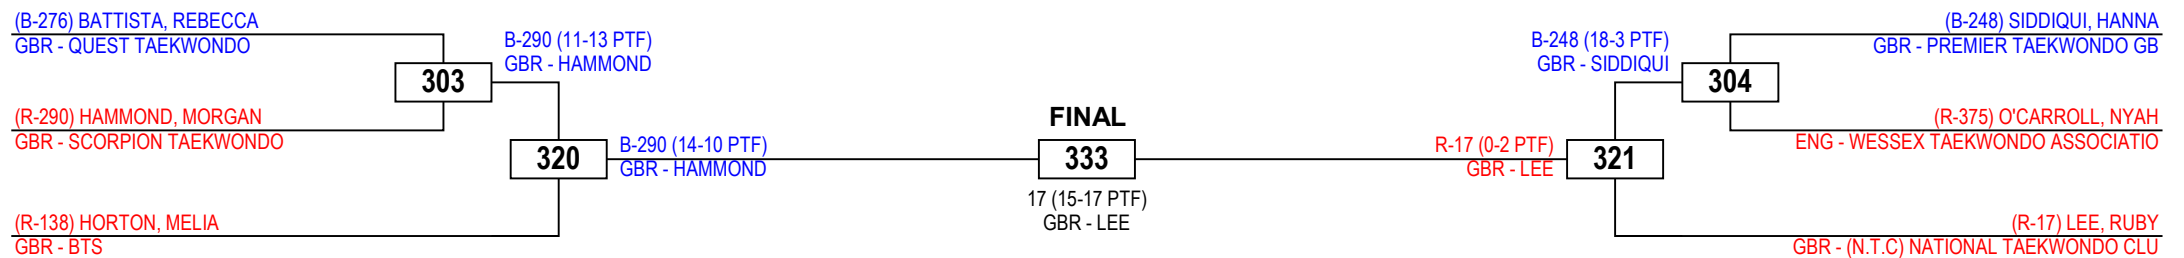 (B-276) BATTISTA, REBECCA
GBR - QUEST TAEKWONDO
B-290 (11-13 PTF)
GBR - HAMMOND
303
(R-290) HAMMOND, MORGAN
GBR - SCORPION TAEKWONDO
320
B-290 (14-10 PTF)
GBR - HAMMOND
(R-138) HORTON, MELIA
GBR - BTS
FINAL
333
17 (15-17 PTF)
GBR - LEE
(B-248) SIDDIQUI, HANNA
GBR - PREMIER TAEKWONDO GB
B-248 (18-3 PTF)
GBR - SIDDIQUI
304
(R-375) O'CARROLL, NYAH
ENG - WESSEX TAEKWONDO ASSOCIATIO
R-17 (0-2 PTF)
GBR - LEE
321
(R-17) LEE, RUBY
GBR - (N.T.C) NATIONAL TAEKWONDO CLU